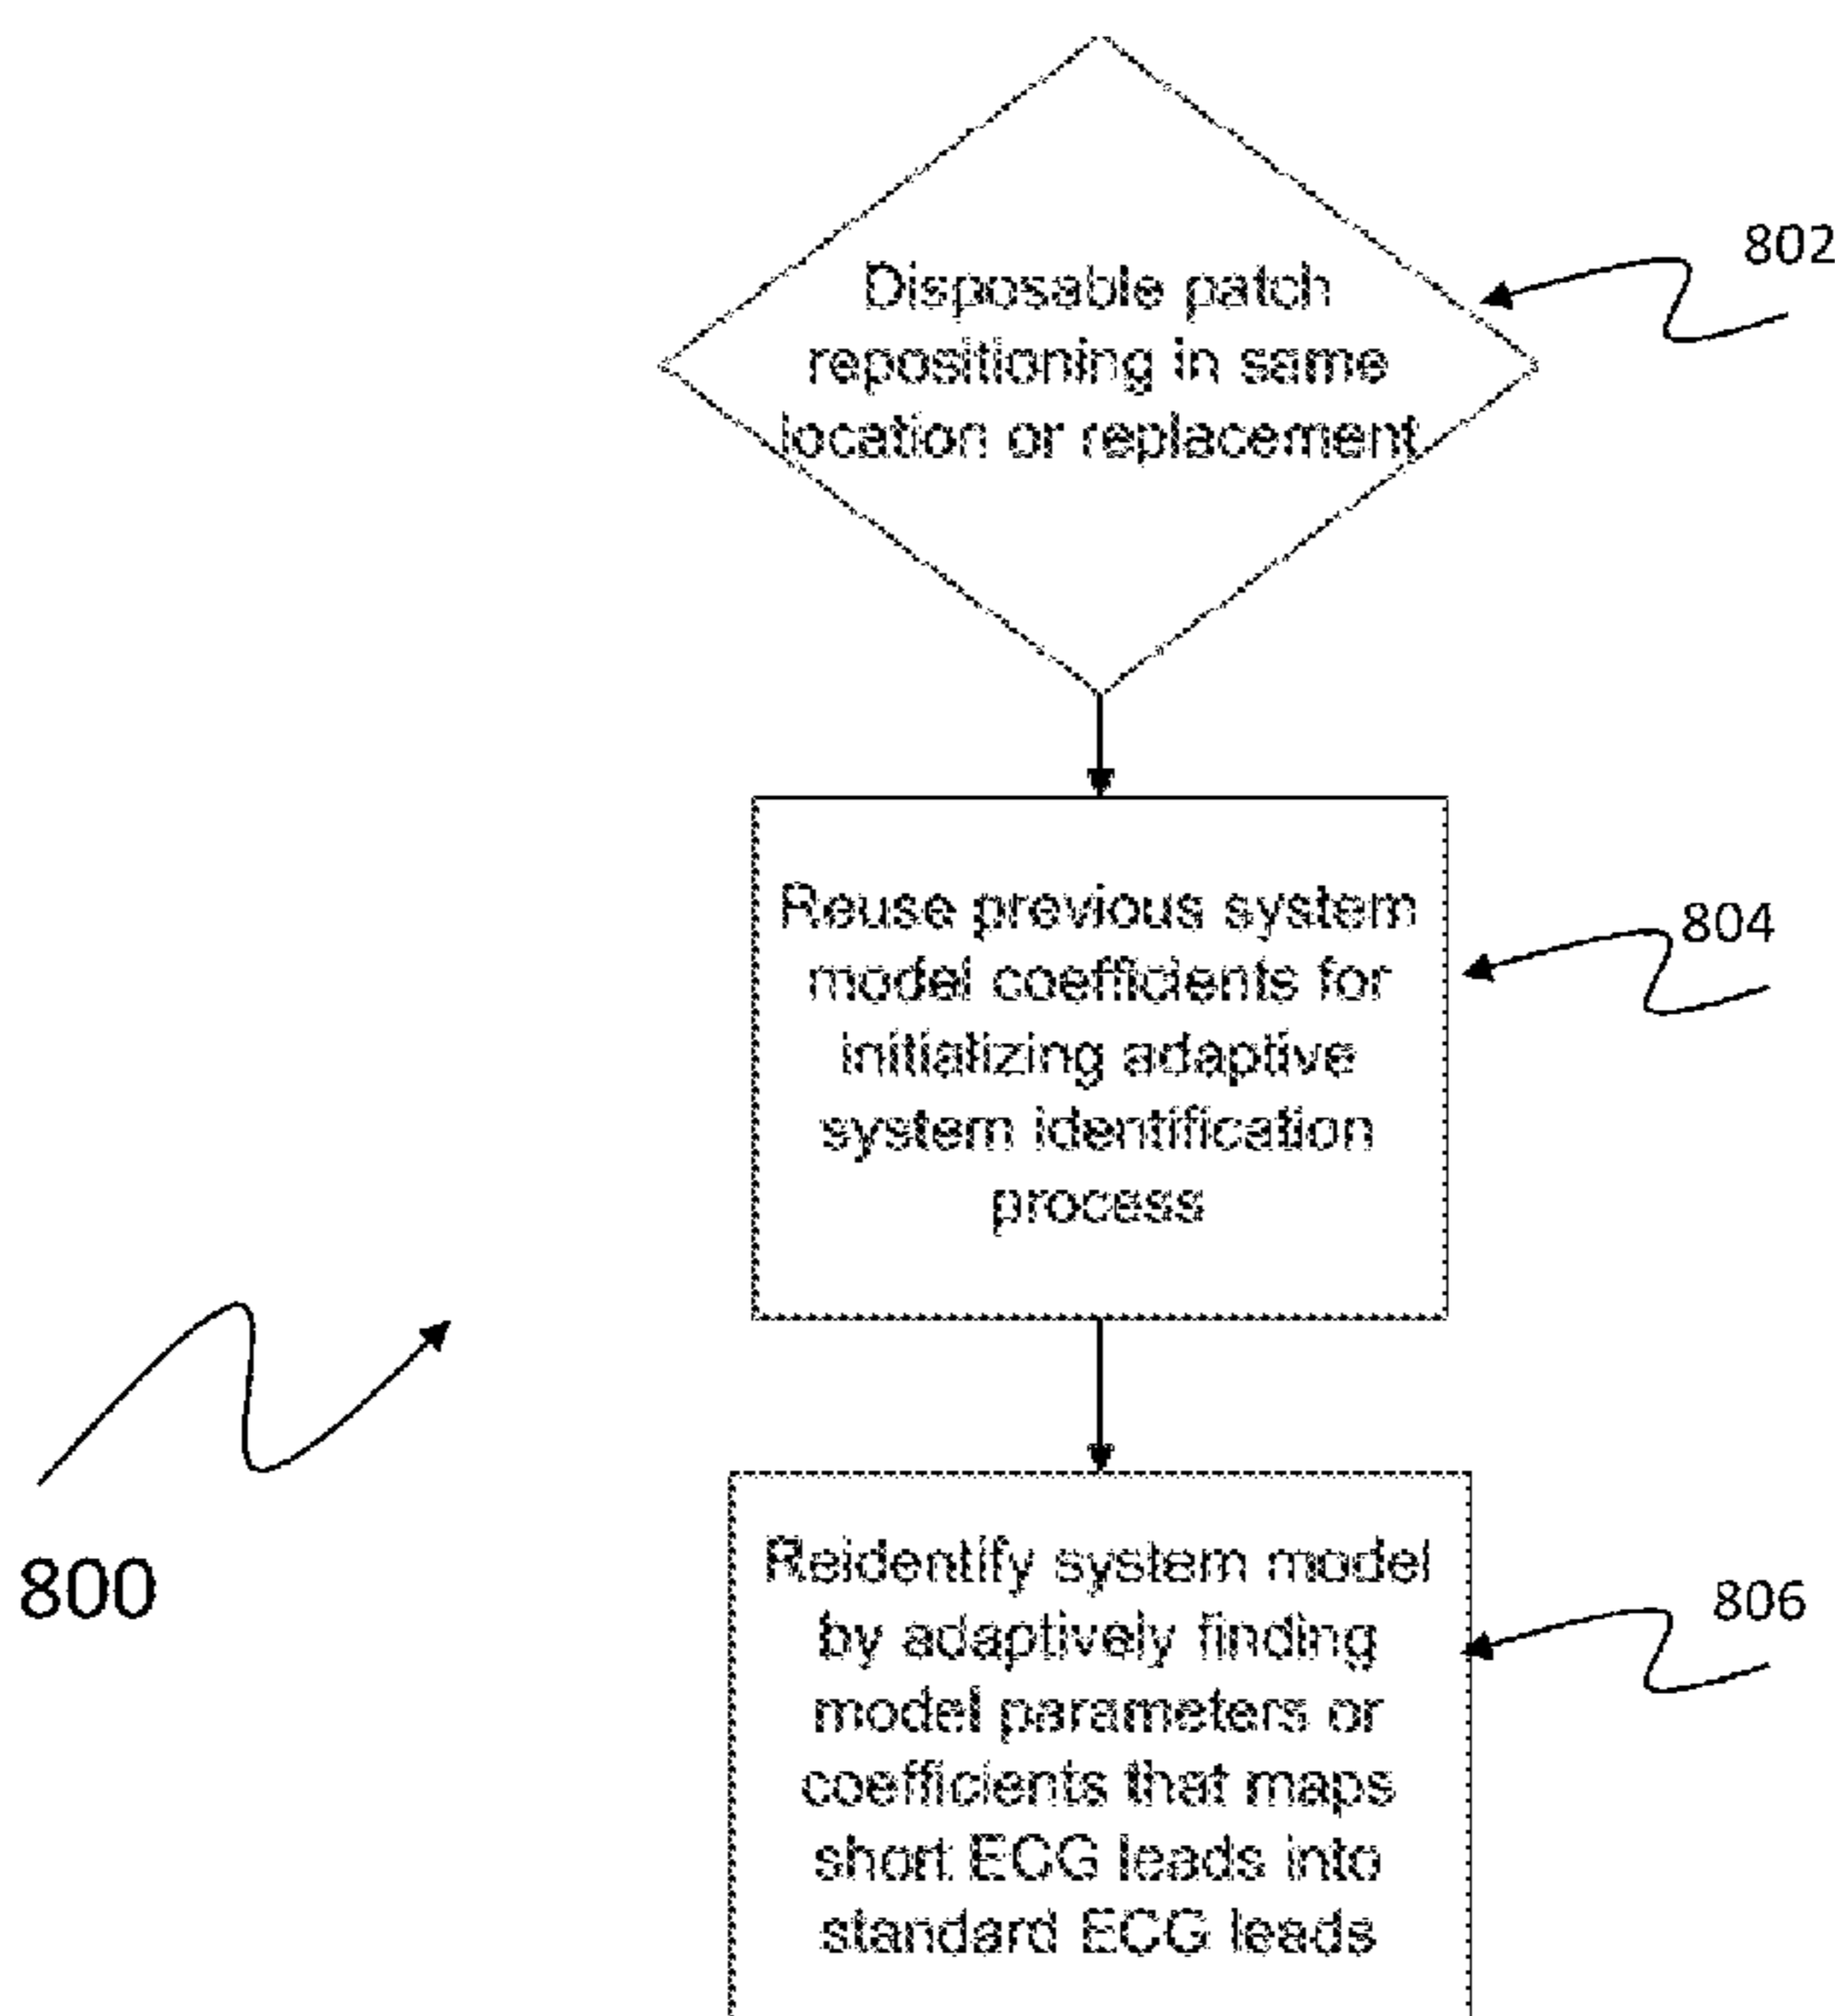 Disposable patch
repositioning in same
location or replacement
802
Reuse previous system
model coefficients for
initializing adaptive
system identification
process
804
800
Reidentify system model
by adaptively finding
model parameters or
coefficients that maps
short ECG leads into
standard ECG leads
806